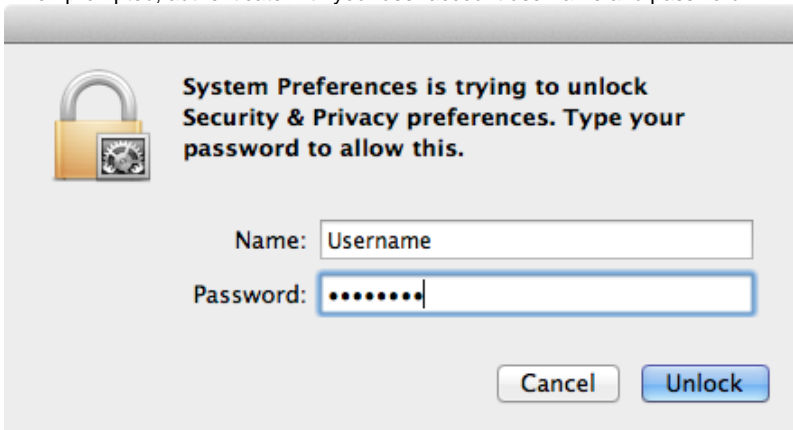 System Preferences is trying to unlock
Security & Privacy preferences. Type your
password to allow this.
Name: Username
Password: ••••••••
Cancel Unlock